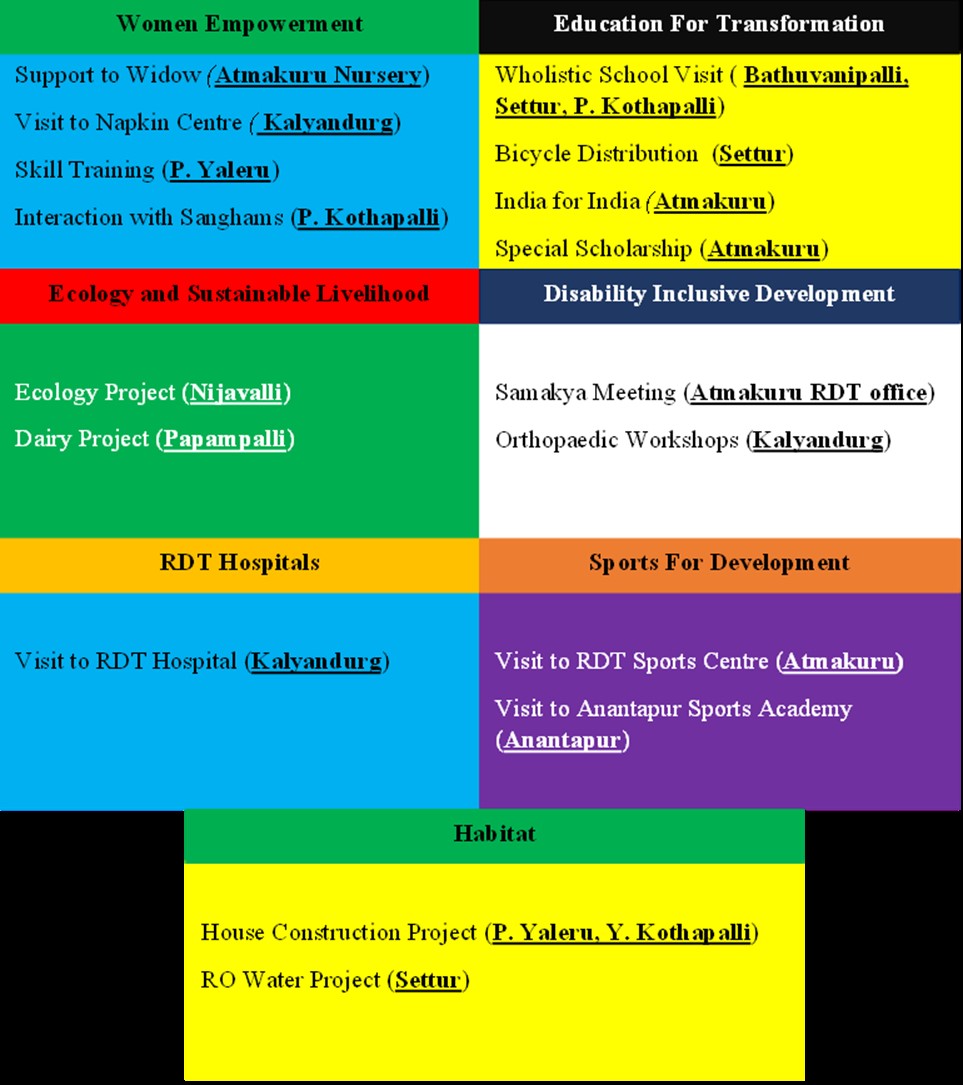 Women Empowerment
Support to Widow (Atmakuru Nursery)
Visit to Napkin Centre ( Kalyandurg)
Skill Training (P. Yaleru)
Interaction with Sanghams (P. Kothapalli)
Education For Transformation
Wholistic School Visit ( Bathuvanipalli,
Settur, P. Kothapalli)
Bicycle Distribution (Settur)
India for India (Atmakuru)
Special Scholarship (Atmakuru)
Ecology and Sustainable Livelihood
Ecology Project (Nijavalli)
Dairy Project (Papampalli)
Disability Inclusive Development
Samakya Meeting (Atmakuru RDT office)
Orthopaedic Workshops (Kalyandurg)
RDT Hospitals
Visit to RDT Hospital (Kalyandurg)
Sports For Development
Visit to RDT Sports Centre (Atmakuru)
Visit to Anantapur Sports Academy
(Anantapur)
Habitat
House Construction Project (P. Yaleru, Y. Kothapalli)
RO Water Project (Settur)